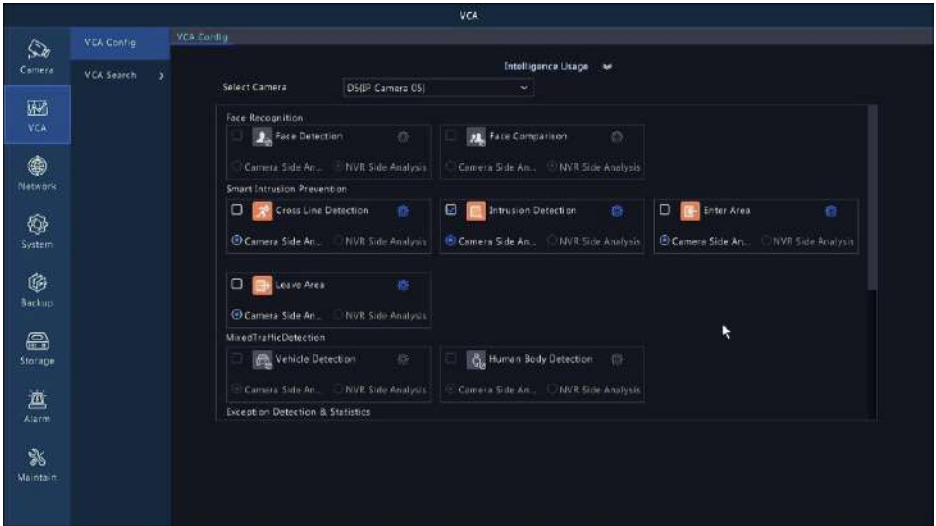 VCA
Camera
VCA
Network
System
Backup
Storage
Alarm
Maintain
VCA Config
VCA Search
VCA Config
Intelligence Usage
Select Camera
D5(IP Camera 05)
Face Recognition
Face Detection
Face Comparison
Camera Side An... NVR Side Analysis
Camera Side An... NVR Side Analysis
Smart Intrusion Prevention
Cross Line Detection
Intrusion Detection
Enter Area
Camera Side An... NVR Side Analysis
Camera Side An... NVR Side Analysis
Camera Side An... NVR Side Analysis
Leave Area
Camera Side An... NVR Side Analysis
MixedTrafficDetection
Vehicle Detection
Human Body Detection
Camera Side An... NVR Side Analysis
Camera Side An... NVR Side Analysis
Exception Detection & Statistics